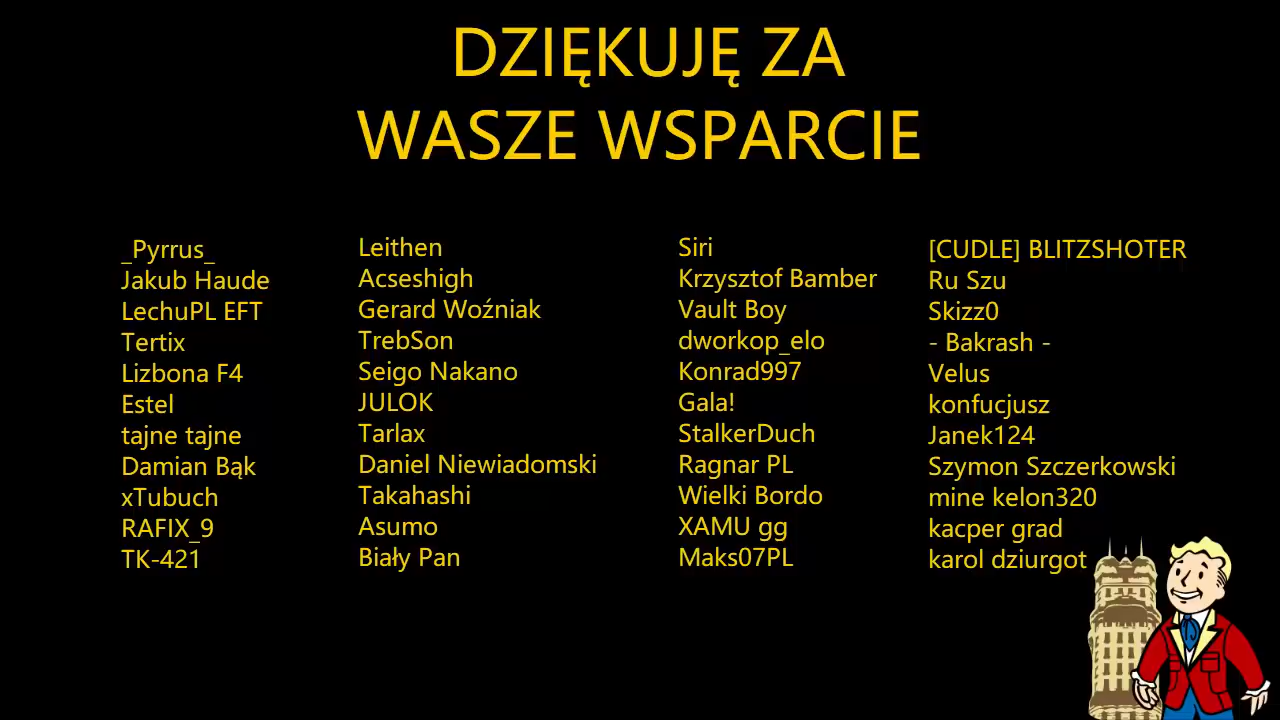 DZIĘKUJĘ ZA
WASZE WSPARCIE
_Pyrrus_
Jakub Haude
LechuPL EFT
Tertix
Lizbona F4
Estel
tajne tajne
Damian Bąk
xTubuch
RAFIX_9
TK-421
Leithen
Acseshigh
Gerard Woźniak
TrebSon
Seigo Nakano
JULOK
Tarlax
Daniel Niewiadomski
Takahashi
Asumo
Biały Pan
Siri
Krzysztof Bamber
Vault Boy
dworkop_elo
Konrad997
Gala!
StalkerDuch
Ragnar PL
Wielki Bordo
XAMU gg
Maks07PL
[CUDLE] BLITZSHOTER
Ru Szu
Skizz0
- Bakrash -
Velus
konfucjusz
Janek124
Szymon Szczerkowski
mine kelon320
kacper grad
karol dziurgot